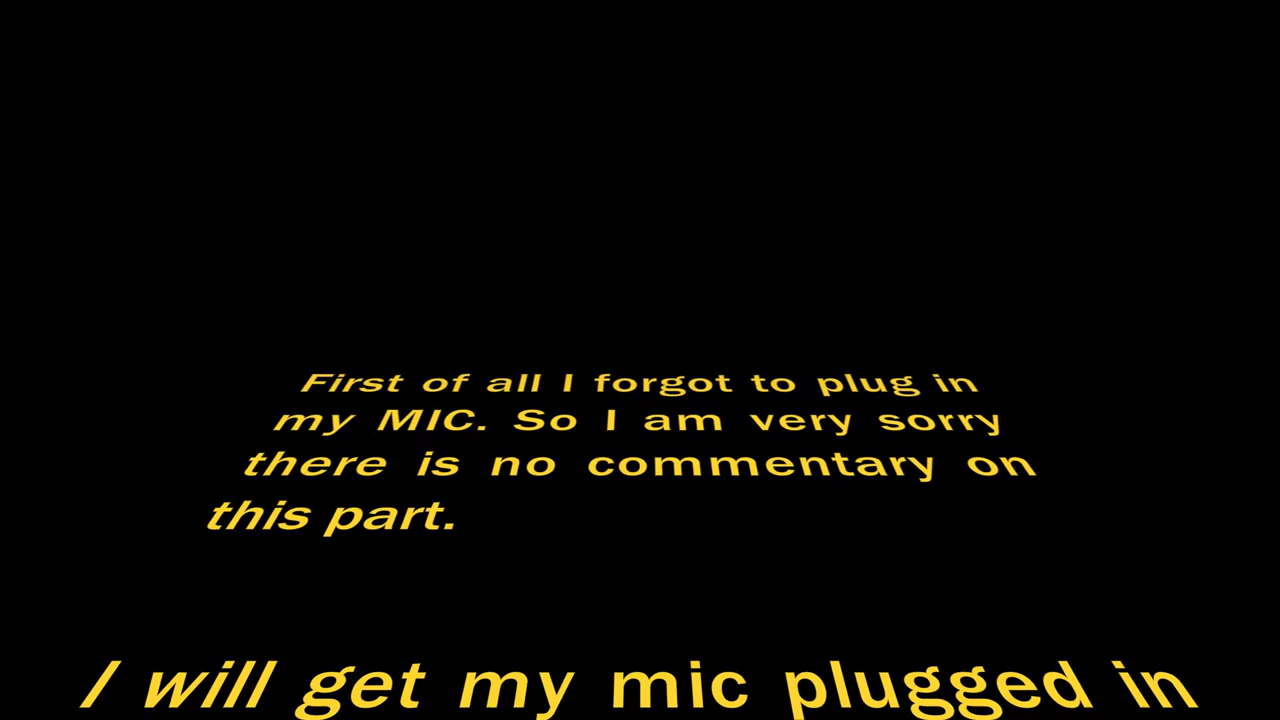 First of all I forgot to plug in
my MIC. So I am very sorry
there is no commentary on
this part.
I will get my mic plugged in